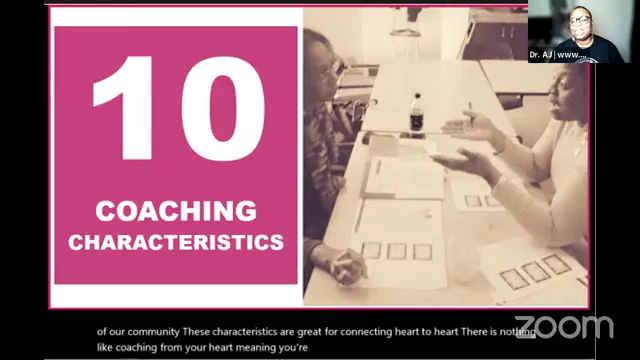 10
COACHING
CHARACTERISTICS
Dr. AJ| www....
of our community These characteristics are great for connecting heart to heart There is nothing
like coaching from your heart meaning you're
zoom